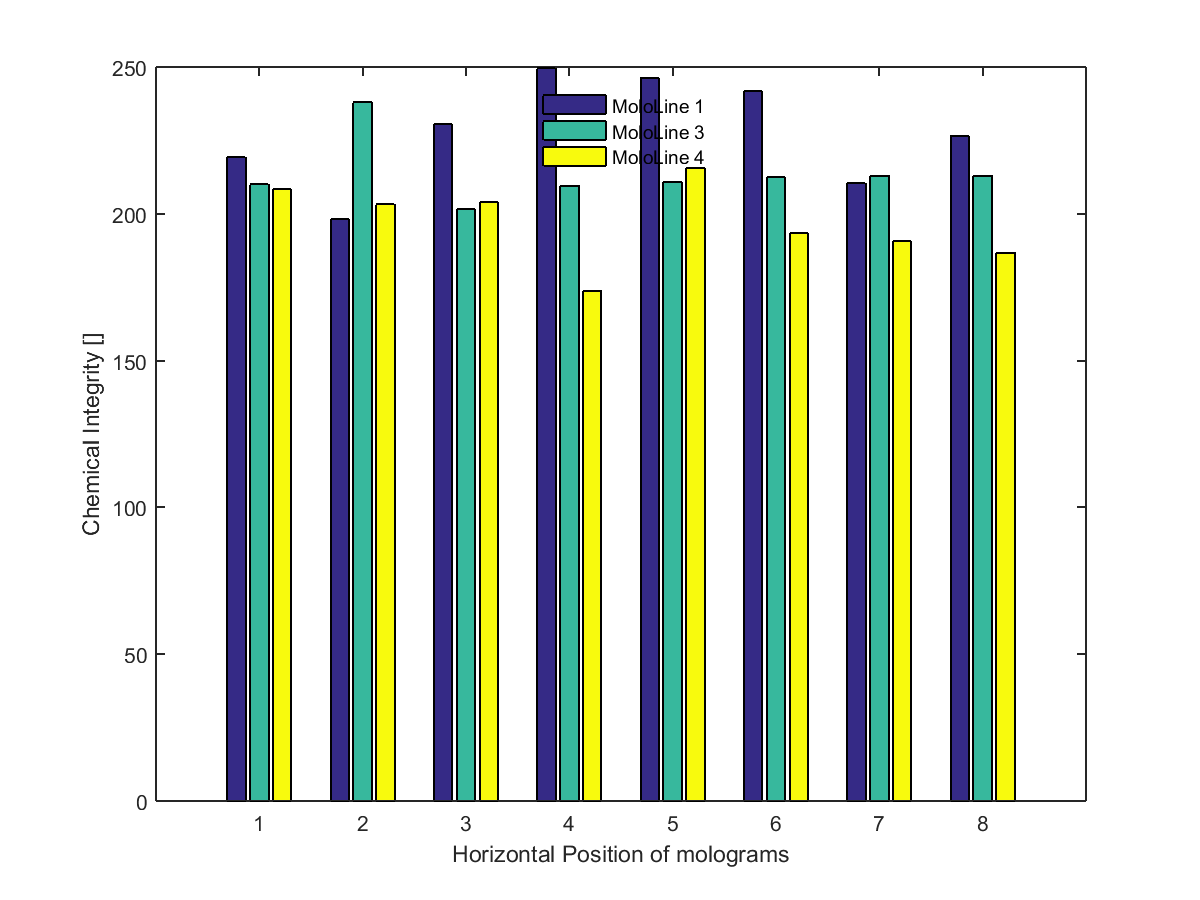 250
200
150
100
50
0
Chemical Integrity []
MoloLine 1
MoloLine 3
MoloLine 4
1 2 3 4 5 6 7 8
Horizontal Position of molograms